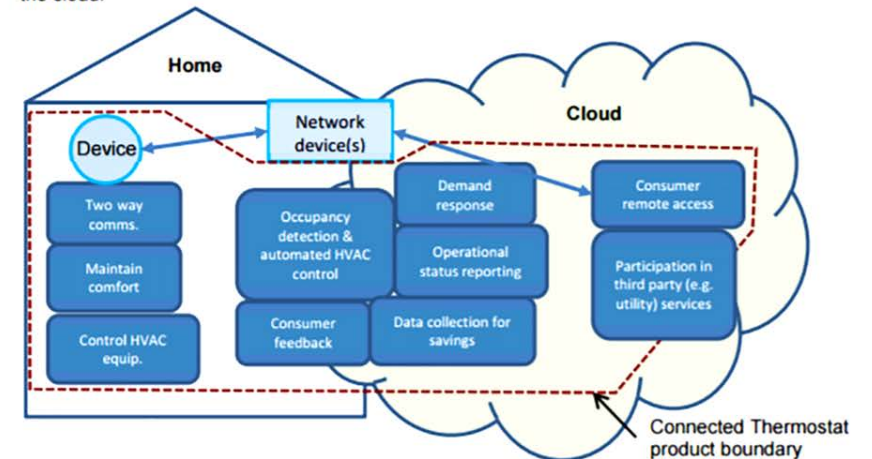 the cloud.
Home
Cloud
Device
Network
device(s)
Two way
comms.
Maintain
comfort
Control HVAC
equip.
Occupancy
detection &
automated HVAC
control
Consumer
feedback
Demand
response
Operational
status reporting
Data collection for
savings
Consumer
remote access
Participation in
third party (e.g.
utility) services
Connected Thermostat
product boundary